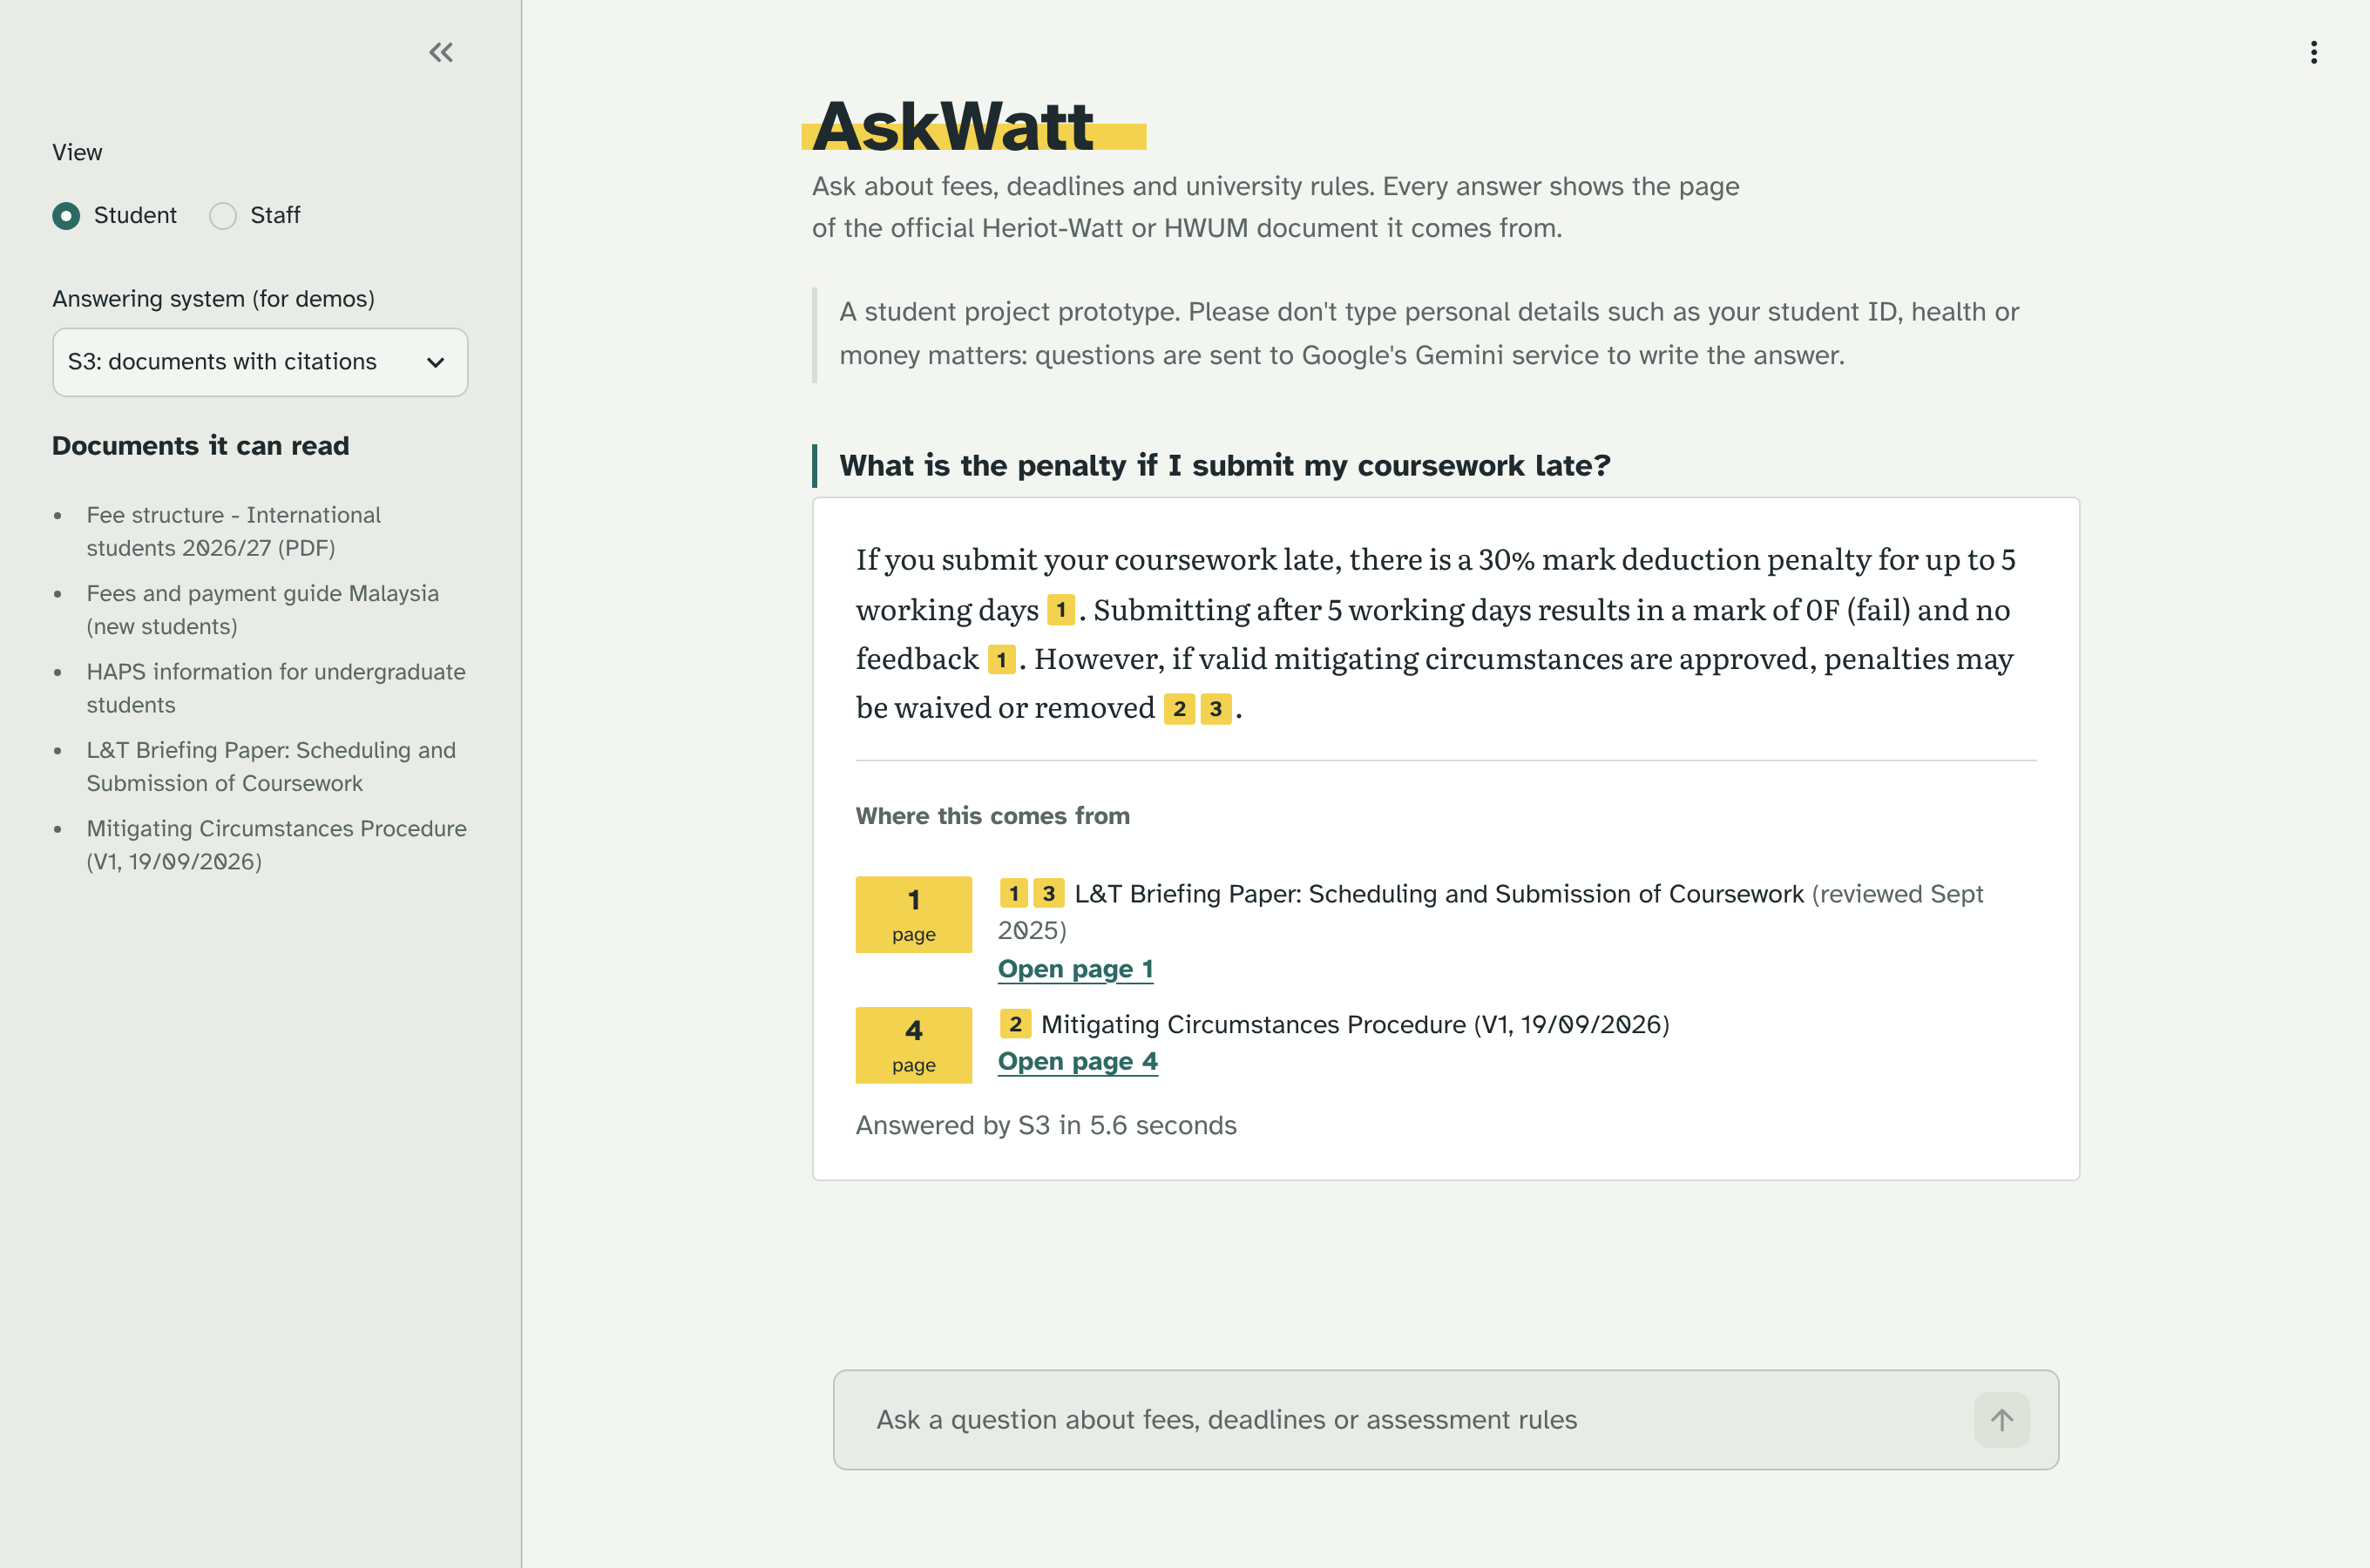 View
Student
Staff
Answering system (for demos)
S3: documents with citations
Documents it can read
Fee structure - International
students 2026/27 (PDF)
Fees and payment guide Malaysia
(new students)
HAPS information for undergraduate
students
L&T Briefing Paper: Scheduling and
Submission of Coursework
Mitigating Circumstances Procedure
(V1, 19/09/2026)
AskWatt
Ask about fees, deadlines and university rules. Every answer shows the page
of the official Heriot-Watt or HWUM document it comes from.
A student project prototype. Please don't type personal details such as your student ID, health or
money matters: questions are sent to Google's Gemini service to write the answer.
What is the penalty if I submit my coursework late?
If you submit your coursework late, there is a 30% mark deduction penalty for up to 5
working days 1. Submitting after 5 working days results in a mark of 0F (fail) and no
feedback 1. However, if valid mitigating circumstances are approved, penalties may
be waived or removed 2 3.
Where this comes from
1
page
1 3 L&T Briefing Paper: Scheduling and Submission of Coursework (reviewed Sept
2025)
Open page 1
4
page
2 Mitigating Circumstances Procedure (V1, 19/09/2026)
Open page 4
Answered by S3 in 5.6 seconds
Ask a question about fees, deadlines or assessment rules